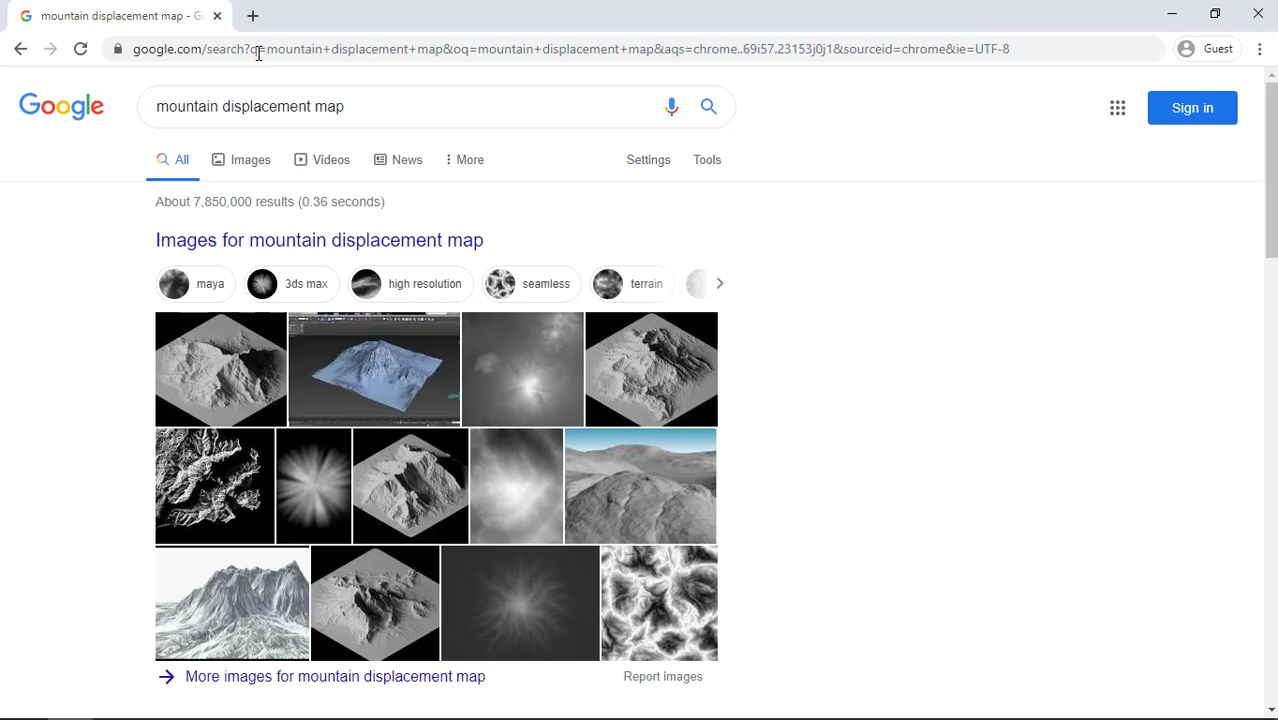 mountain displacement map - G
google.com/search?q=mountain+displacement+map&oq=mountain+displacement+map&aqs=chrome..69i57.23153j0j1&sourceid=chrome&ie=UTF-8
Guest
Google
mountain displacement map
Sign in
All
Images
Videos
News
More
Settings
Tools
About 7,850,000 results (0.36 seconds)
Images for mountain displacement map
maya
3ds max
high resolution
seamless
terrain
More images for mountain displacement map
Report images